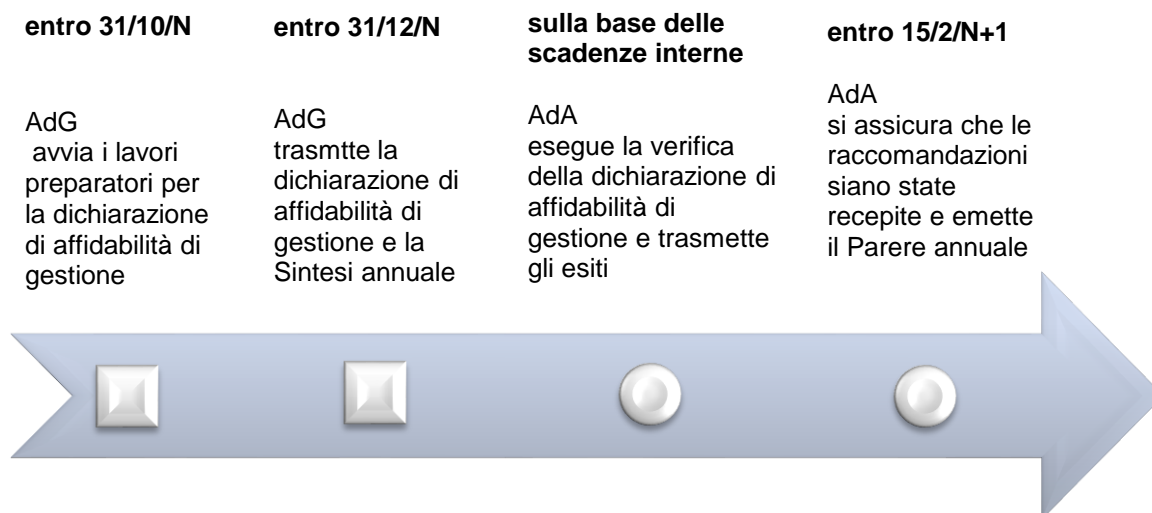 entro 31/10/N
AdG
avvia i lavori
preparatori per
la dichiarazione
di affidabilità di
gestione
entro 31/12/N
AdG
trasmtte la
dichiarazione di
affidabilità di
gestione e la
Sintesi annuale
sulla base delle
scadenze interne
AdA
esegue la verifica
della dichiarazione di
affidabilità di
gestione e trasmette
gli esiti
entro 15/2/N+1
AdA
si assicura che le
raccomandazioni
siano state
recepite e emette
il Parere annuale